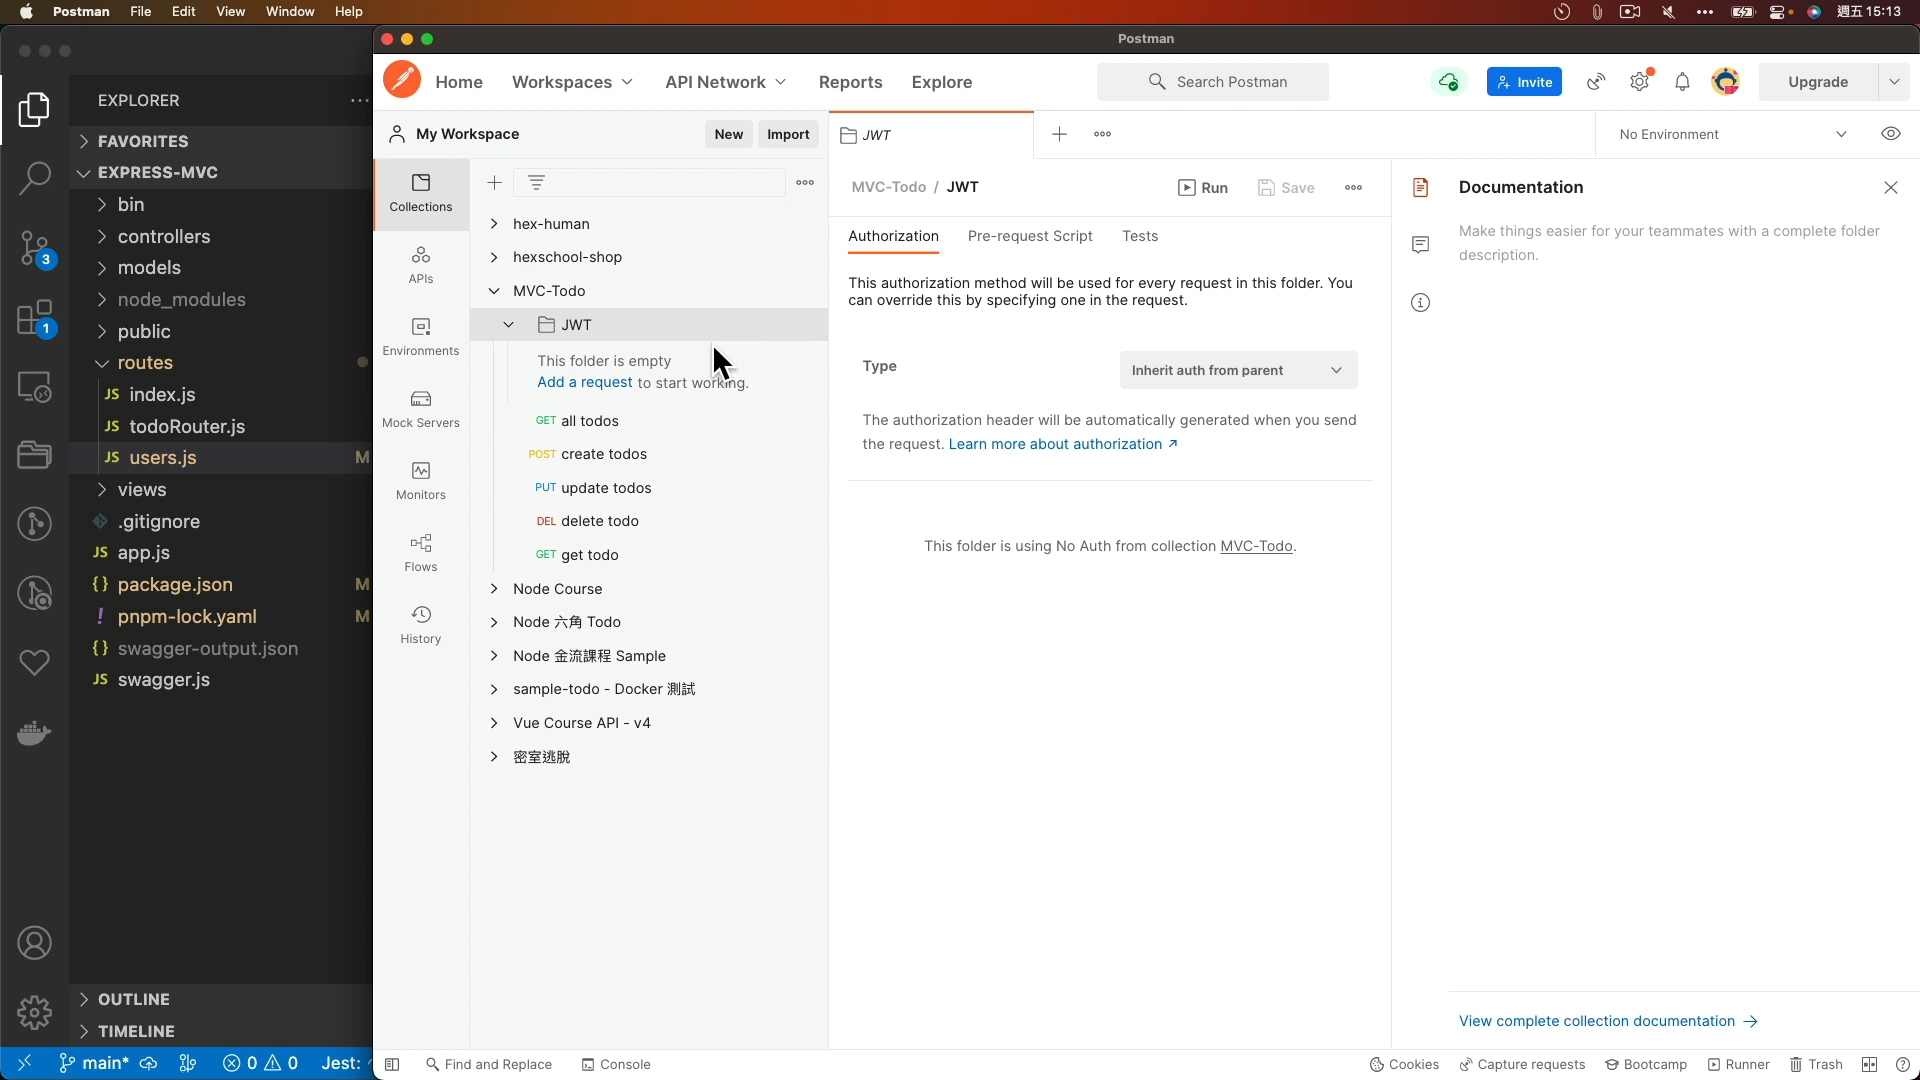 Postman File Edit View Window Help
週五 15:13
EXPLORER
FAVORITES
EXPRESS-MVC
bin
controllers
models
node_modules
public
routes
JS index.js
JS todoRouter.js
JS users.js M
views
.gitignore
JS app.js
{} package.json M
! pnpm-lock.yaml M
{} swagger-output.json
JS swagger.js
OUTLINE
TIMELINE
3
1
main* 0 0 Jest:
Postman
Home Workspaces API Network Reports Explore
Search Postman
Invite
Upgrade
My Workspace
New Import
JWT
No Environment
Collections
APIs
Environments
Mock Servers
Monitors
Flows
History
hex-human
hexschool-shop
MVC-Todo
JWT
This folder is empty
Add a request to start working.
GET all todos
POST create todos
PUT update todos
DEL delete todo
GET get todo
Node Course
Node 六角 Todo
Node 金流課程 Sample
sample-todo - Docker 測試
Vue Course API - v4
密室逃脫
MVC-Todo / JWT
Run Save
Authorization Pre-request Script Tests
This authorization method will be used for every request in this folder. You
can override this by specifying one in the request.
Type
Inherit auth from parent
The authorization header will be automatically generated when you send
the request. Learn more about authorization
This folder is using No Auth from collection MVC-Todo.
Documentation
Make things easier for your teammates with a complete folder
description.
View complete collection documentation
Find and Replace Console
Cookies Capture requests Bootcamp Runner Trash